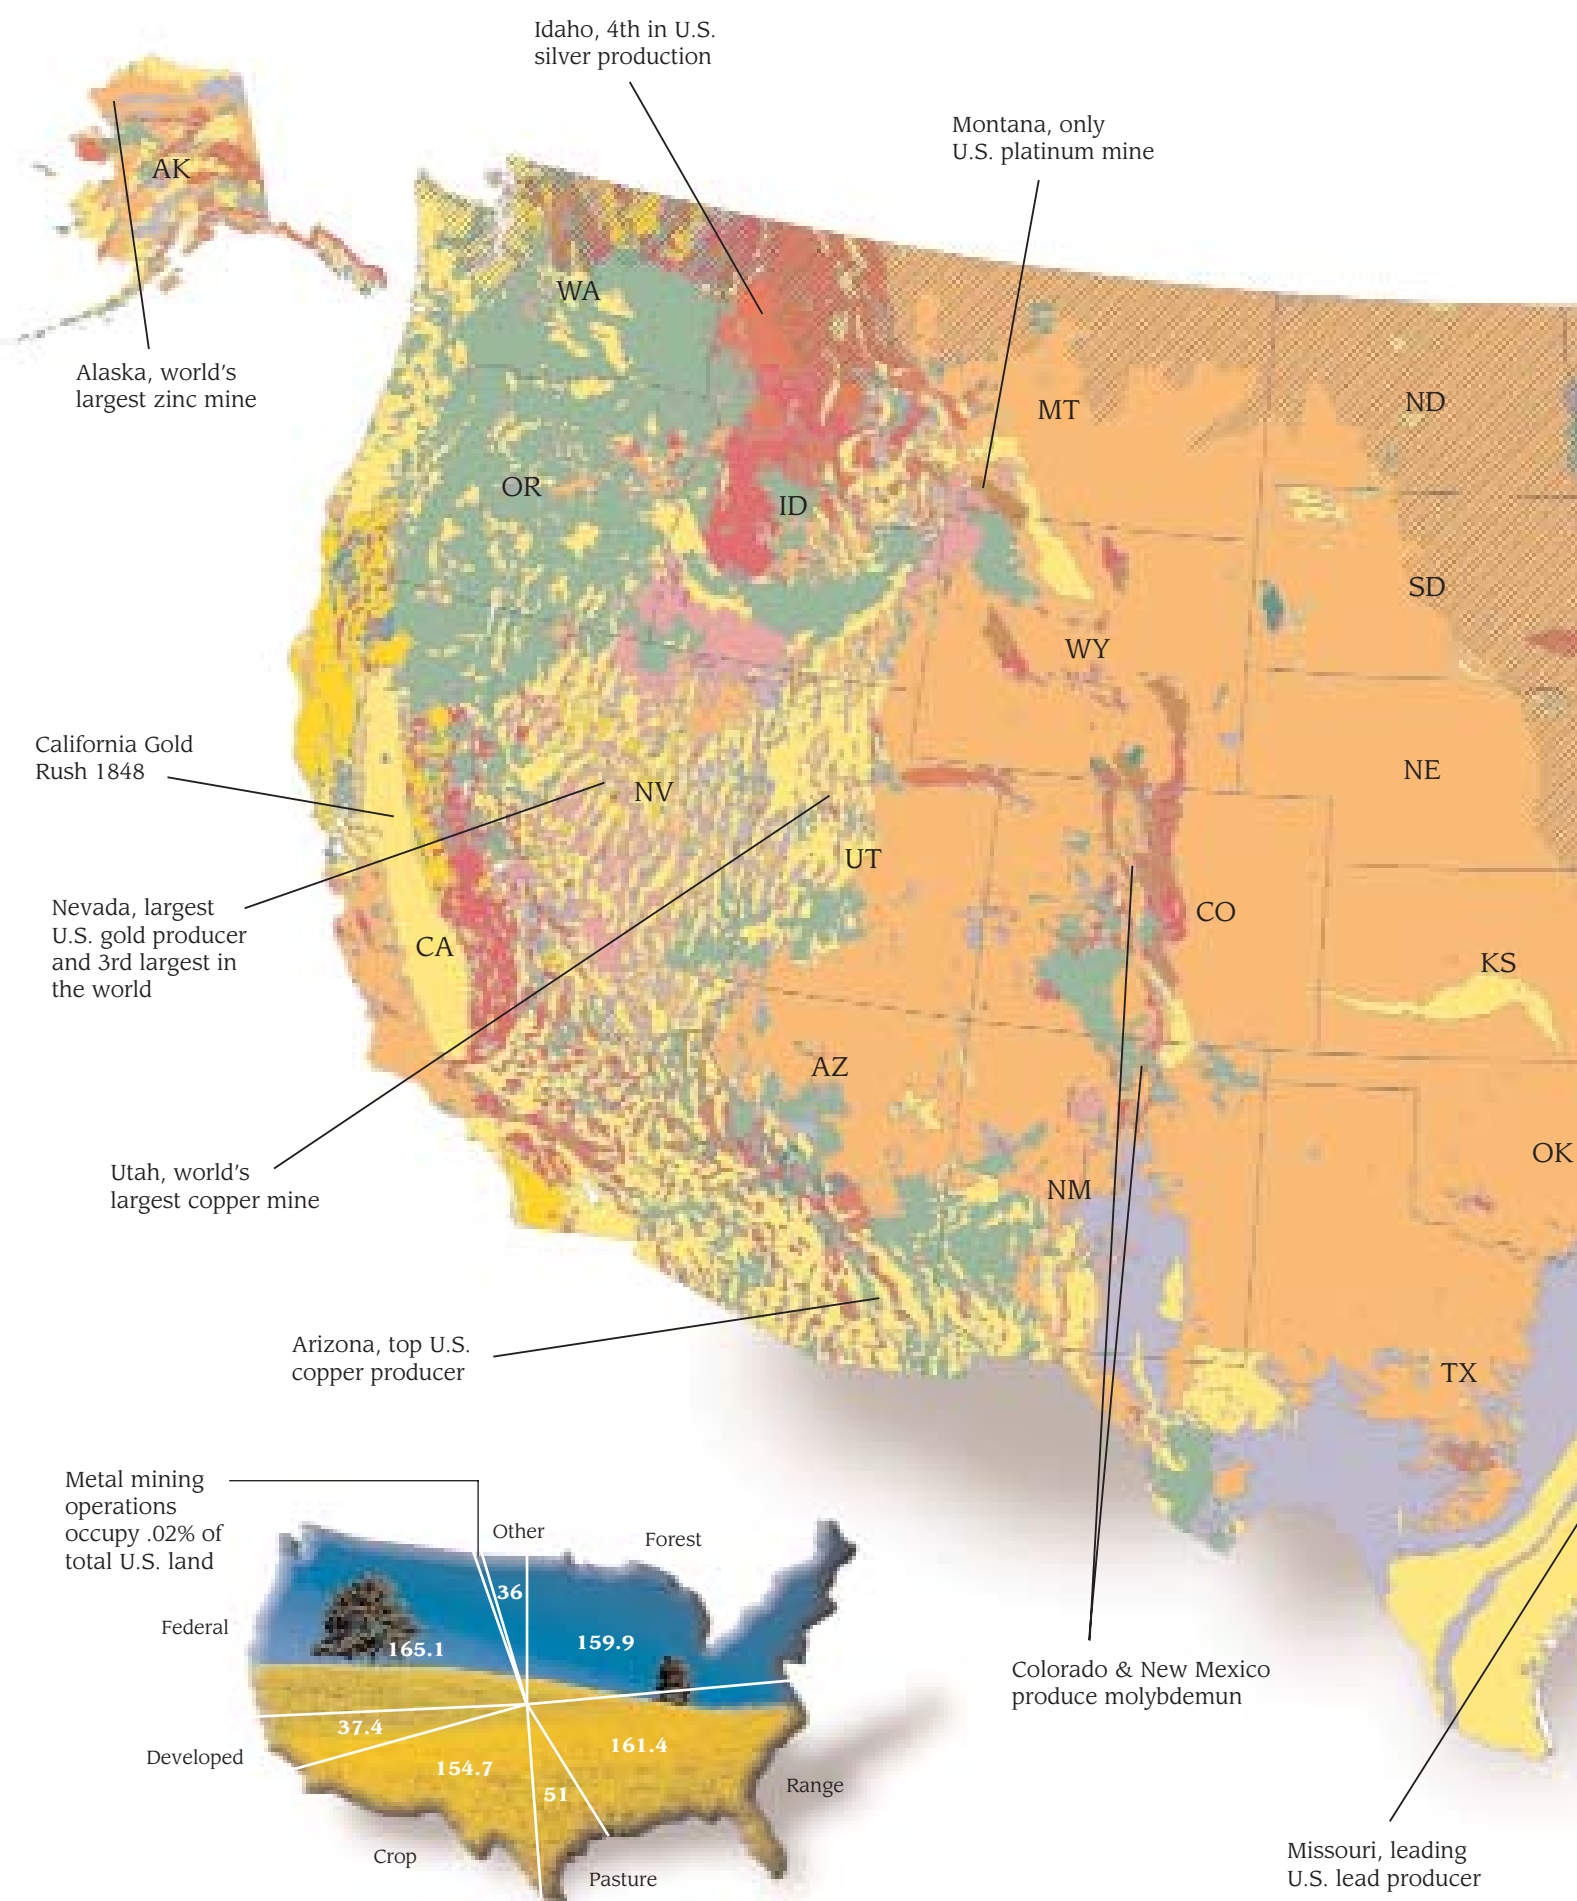 Idaho, 4th in U.S.
silver production
Montana, only
U.S. platinum mine
AK
WA
Alaska, world's
largest zinc mine
MT
ND
OR
ID
SD
WY
California Gold
Rush 1848
NV
NE
UT
Nevada, largest
U.S. gold producer
and 3rd largest in
the world
CO
CA
KS
AZ
OK
Utah, world's
largest copper mine
NM
Arizona, top U.S.
copper producer
TX
Metal mining
operations
occupy .02% of
total U.S. land
Other
Forest
36
Federal
165.1
159.9
Colorado & New Mexico
produce molybdemun
37.4
161.4
Developed
154.7
51
Range
Crop
Pasture
Missouri, leading
U.S. lead producer